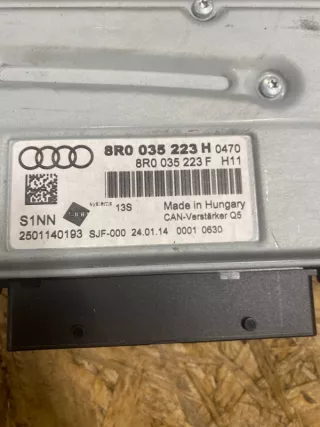 8R0 035 223 H 0470
8R0 035 223 F H11
systeme 13S Made in Hungary
S1NN CAN-Verstärker Q5
2501140193 SJF-000 24.01.14 0001 0630